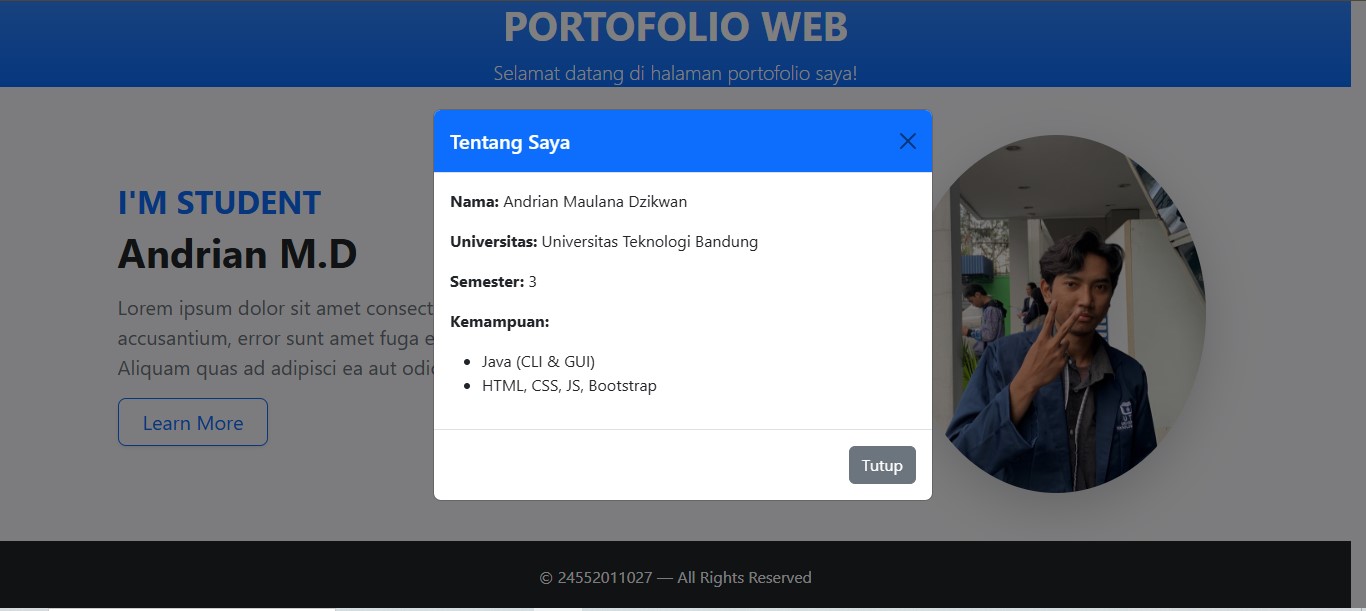 PORTOFOLIO WEB
Selamat datang di halaman portofolio saya!
Tentang Saya
Nama: Andrian Maulana Dzikwan
Universitas: Universitas Teknologi Bandung
Semester: 3
Kemampuan:
Java (CLI & GUI)
HTML, CSS, JS, Bootstrap
Tutup
I'M STUDENT
Andrian M.D
Lorem ipsum dolor sit amet consect
accusantium, error sunt amet fuga e
Aliquam quas ad adipisci ea aut odi
Learn More
© 24552011027 — All Rights Reserved